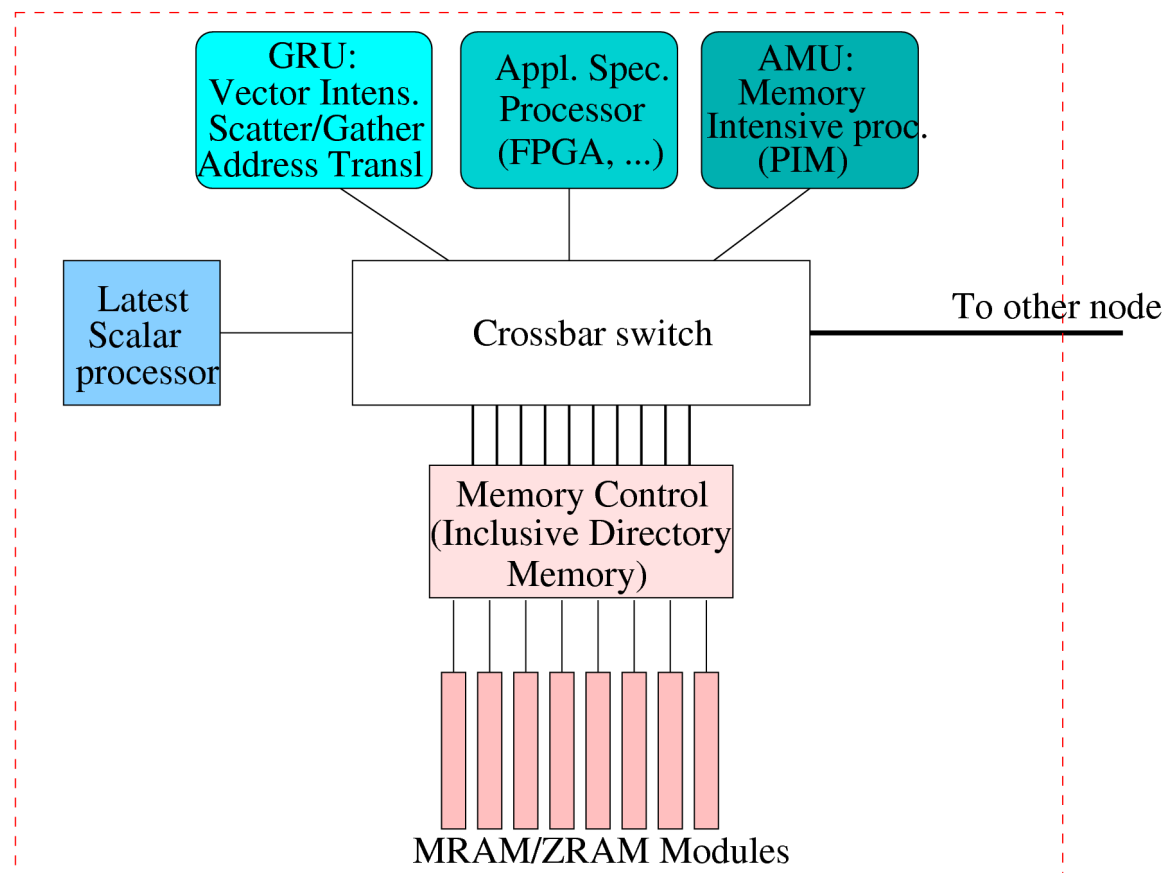 GRU:
Vector Intens.
Scatter/Gather
Address Transl
Appl. Spec.
Processor
(FPGA, ...)
AMU:
Memory
Intensive proc.
(PIM)
Latest
Scalar
processor
Crossbar switch
To other node
Memory Control
(Inclusive Directory
Memory)
MRAM/ZRAM Modules